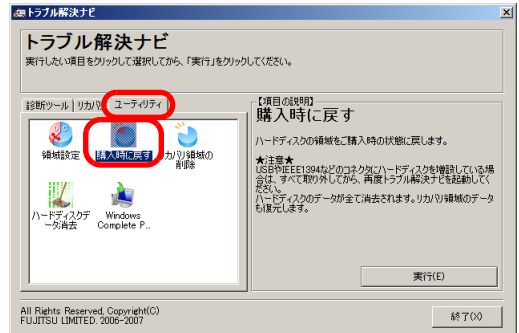 トラブル解決ナビ
トラブル解決ナビ
実行したい項目をクリックして選択してから、「実行」をクリックしてください。
診断ツール
リカバリ
ユーティリティ
領域設定
購入時に戻す
リカバリ領域の
削除
ハードディスクデ
ータ消去
Windows
Complete P...
【項目の説明】
購入時に戻す
ハードディスクの領域をご購入時の状態に戻します。
★注意★
USBやIEEE1394などのコネクタにハードディスクを増設している場
合は、すべて取り外してから、再度トラブル解決ナビを起動してく
ださい。
ハードディスクのデータが全て消去されます。リカバリ領域のデータ
も復元します。
実行(E)
All Rights Reserved, Copyright(C)
FUJITSU LIMITED. 2006-2007
終了(X)